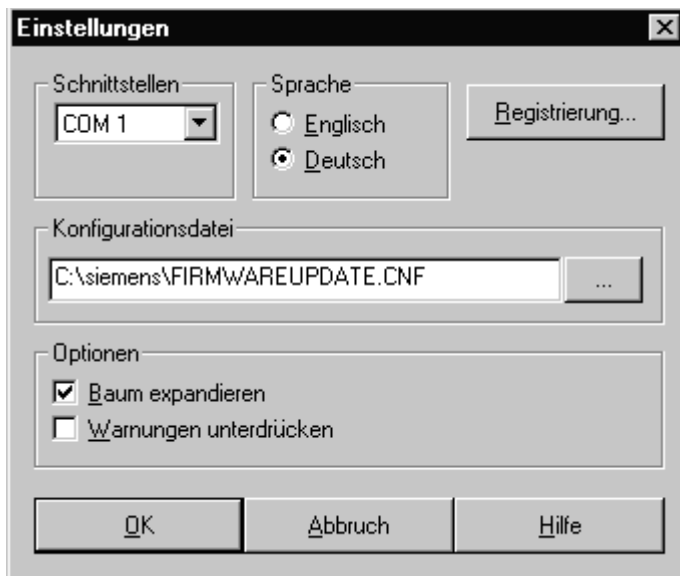 Einstellungen
Schnittstellen
COM 1
Sprache
Englisch
Deutsch
Registrierung...
Konfigurationsdatei
C:\siemens\FIRMWAREUPDATE.CNF
...
Optionen
Baum expandieren
Warnungen unterdrücken
OK
Abbruch
Hilfe